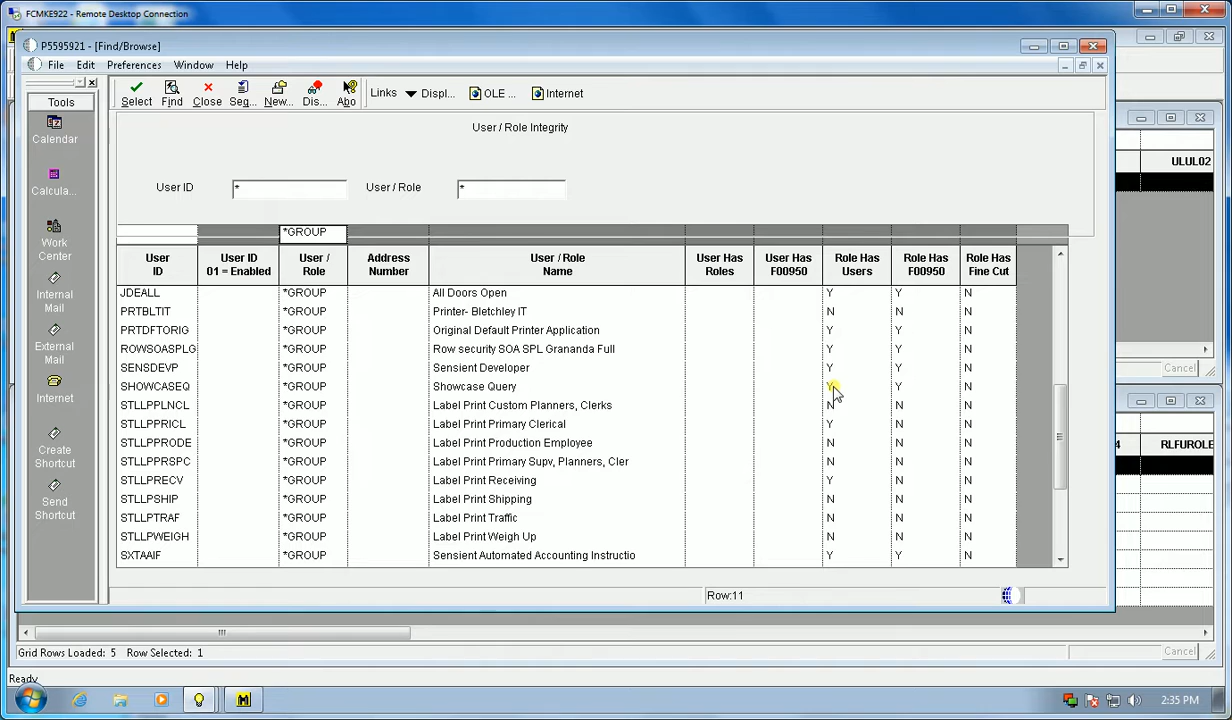 FCMKE922 - Remote Desktop Connection
P5595921 - [Find/Browse]
File Edit Preferences Window Help
Tools
Select Find Close Seq... New... Dis... Abo Links Displ... OLE ... Internet
Calendar
Calcula...
Work Center
Internal Mail
External Mail
Internet
Create Shortcut
Send Shortcut
User / Role Integrity
User ID * User / Role *
*GROUP
User ID User ID 01 = Enabled User / Role Address Number User / Role Name User Has Roles User Has F00950 Role Has Users Role Has F00950 Role Has Fine Cut
JDEALL *GROUP All Doors Open Y Y N
PRTBLTIT *GROUP Printer- Bletchley IT N N N
PRTDFTORIG *GROUP Original Default Printer Application Y Y N
ROWSOASPLG *GROUP Row security SOA SPL Grananda Full Y Y N
SENSDEVP *GROUP Sensient Developer Y Y N
SHOWCASEQ *GROUP Showcase Query Y Y N
STLLPPLNCL *GROUP Label Print Custom Planners, Clerks N N N
STLLPPRICL *GROUP Label Print Primary Clerical Y N N
STLLPPRODE *GROUP Label Print Production Employee N N N
STLLPPRSPC *GROUP Label Print Primary Supv, Planners, Cler N N N
STLLPRECV *GROUP Label Print Receiving Y N N
STLLPSHIP *GROUP Label Print Shipping N N N
STLLPTRAF *GROUP Label Print Traffic N N N
STLLPWEIGH *GROUP Label Print Weigh Up N N N
SXTAAIF *GROUP Sensient Automated Accounting Instructio Y Y N
Row:11
ULUL02
Cancel
4 RLFUROLE
Grid Rows Loaded: 5 Row Selected: 1 Cancel
Ready
2:35 PM